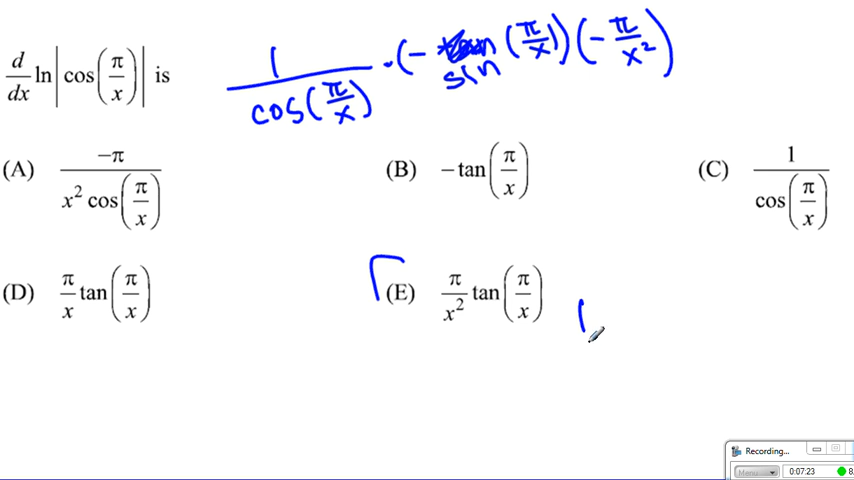 d/dx ln|cos(π/x)| is
1/cos(π/x) · (- sin(π/x))(-π/x²)
(A) -π/(x² cos(π/x)) (B) -tan(π/x) (C) 1/cos(π/x)
(D) π/x tan(π/x) (E) π/x² tan(π/x)
Recording...
Menu 0:07:23 8